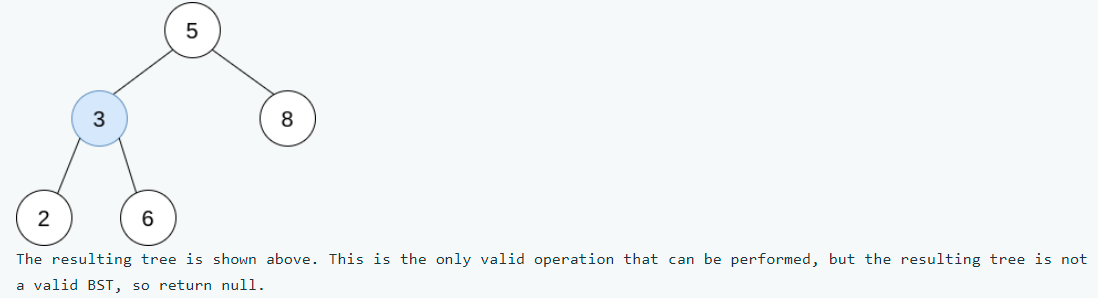 5
3
8
2
6
The resulting tree is shown above. This is the only valid operation that can be performed, but the resulting tree is not
a valid BST, so return null.